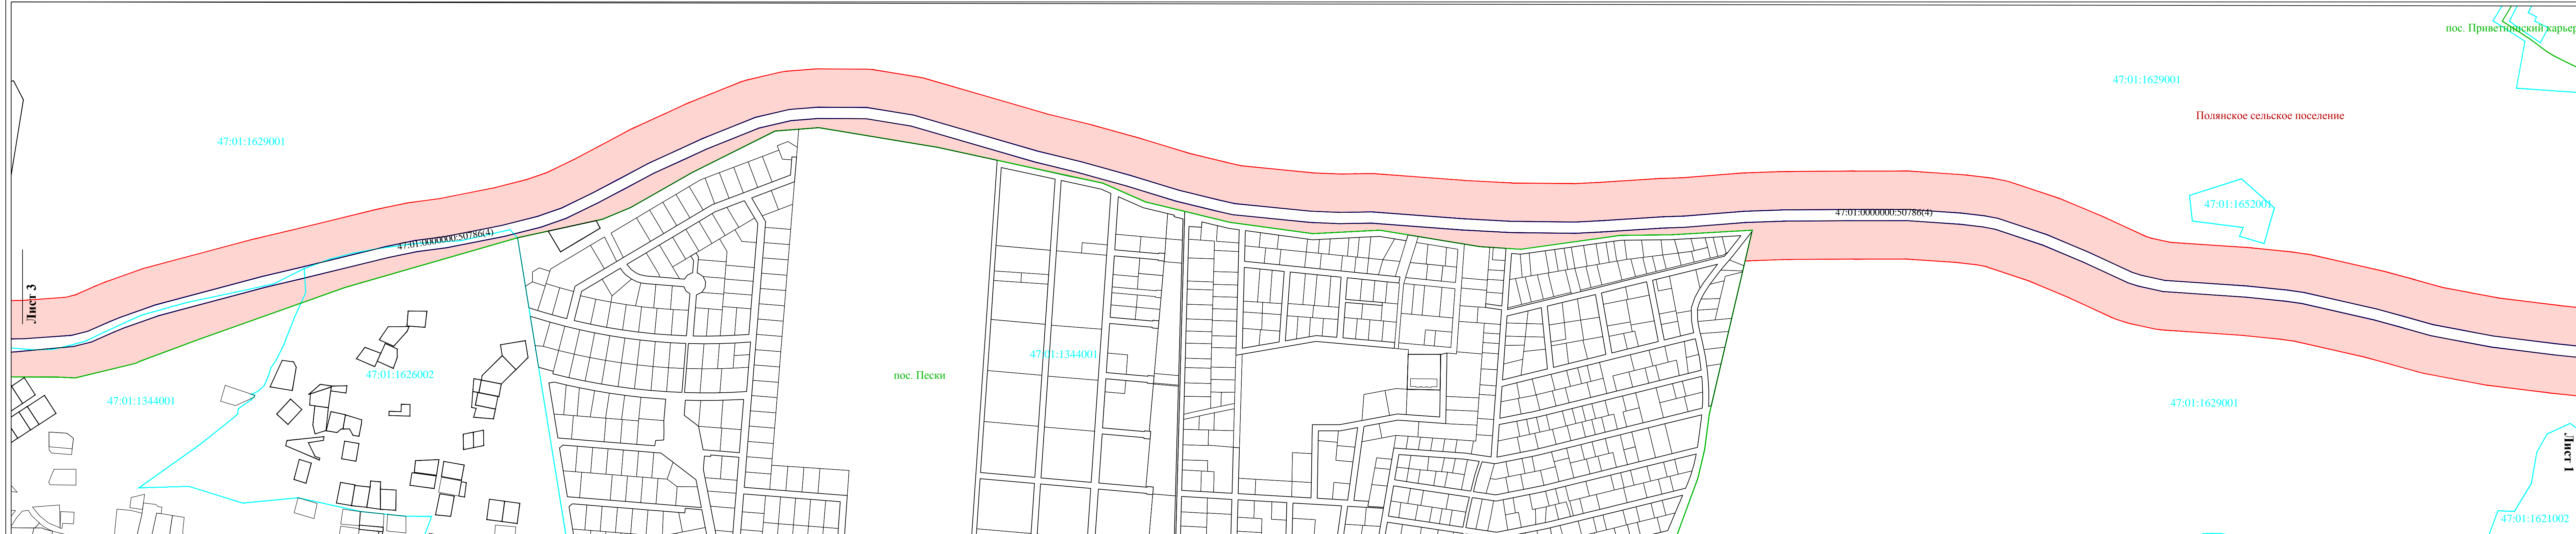 пос. Приветнинский карьер
47:01:1629001
Полянское сельское поселение
47:01:1629001
47:01:1652001
47:01:0000000:50786(4)
47:01:0000000:50786(4)
Лист 3
47:01:1344001
пос. Пески
47:01:1626002
47:01:1344001
47:01:1629001
Лист 1
47:01:1621002